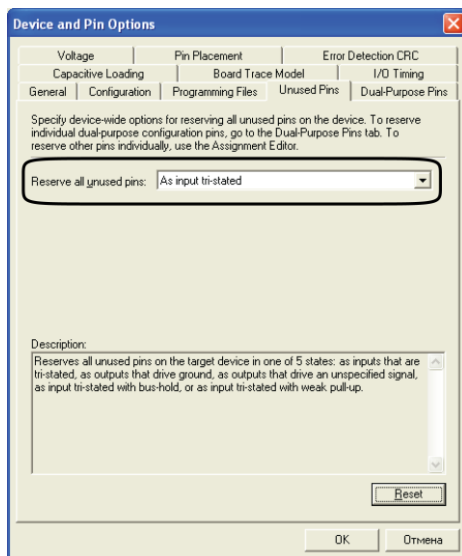 Device and Pin Options
Voltage Pin Placement Error Detection CRC
Capacitive Loading Board Trace Model I/O Timing
General Configuration Programming Files Unused Pins Dual-Purpose Pins
Specify device-wide options for reserving all unused pins on the device. To reserve
individual dual-purpose configuration pins, go to the Dual-Purpose Pins tab. To
reserve other pins individually, use the Assignment Editor.
Reserve all unused pins: As input tri-stated
Description:
Reserves all unused pins on the target device in one of 5 states: as inputs that are
tri-stated, as outputs that drive ground, as outputs that drive an unspecified signal,
as input tri-stated with bus-hold, or as input tri-stated with weak pull-up.
Reset
OK Отмена